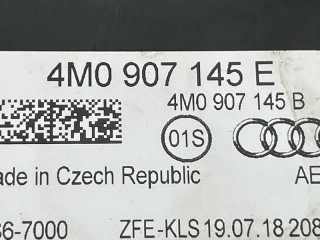 4M0 907 145 E
4M0 907 145 B
01S
ade in Czech Republic AE
6-7000 ZFE-KLS 19.07.18 208